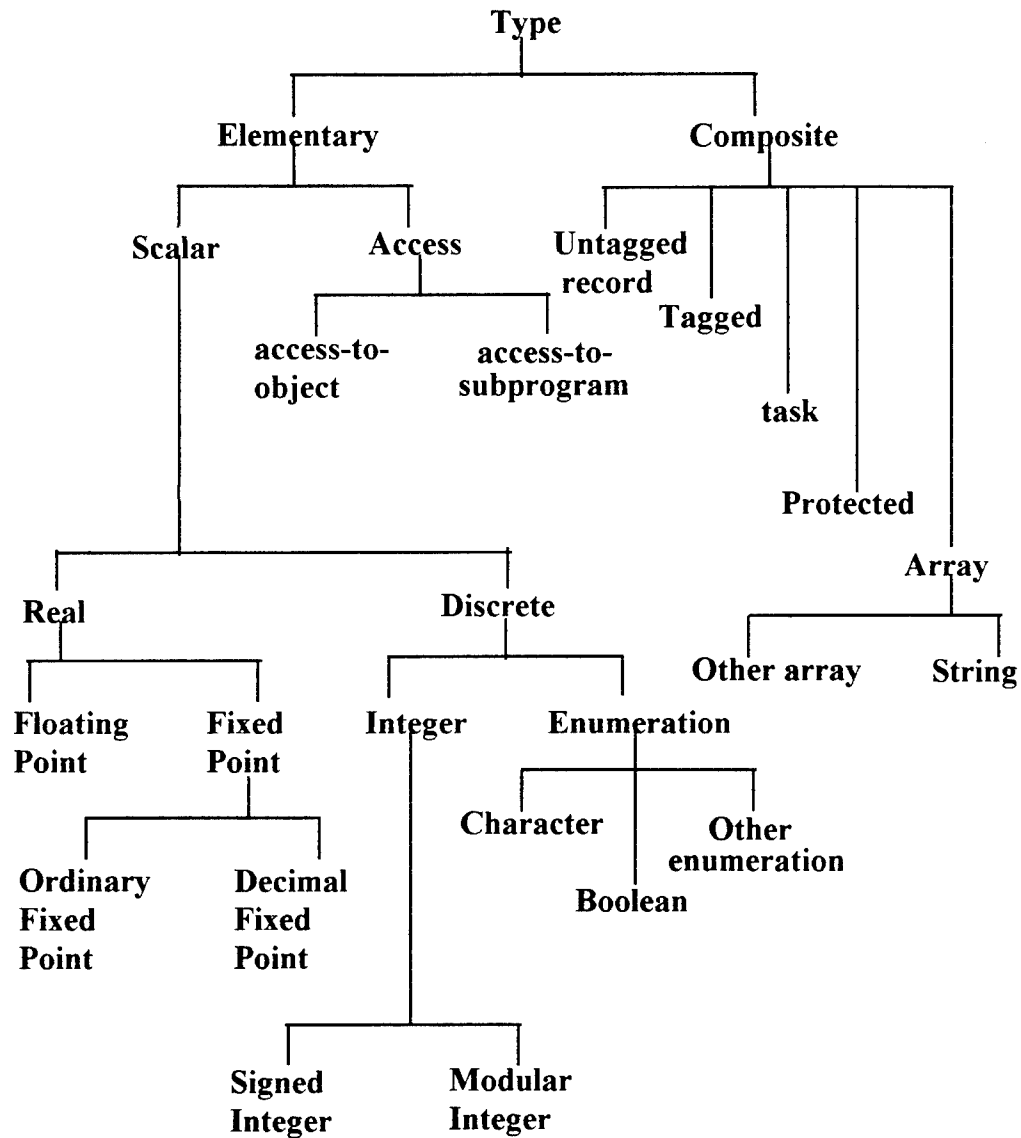 Type
Elementary
Composite
Scalar
Access
Untagged
record
Tagged
access-to-
object
access-to-
subprogram
task
Protected
Array
Other array
String
Real
Discrete
Floating
Point
Fixed
Point
Integer
Enumeration
Character
Boolean
Other
enumeration
Ordinary
Fixed
Point
Decimal
Fixed
Point
Signed
Integer
Modular
Integer